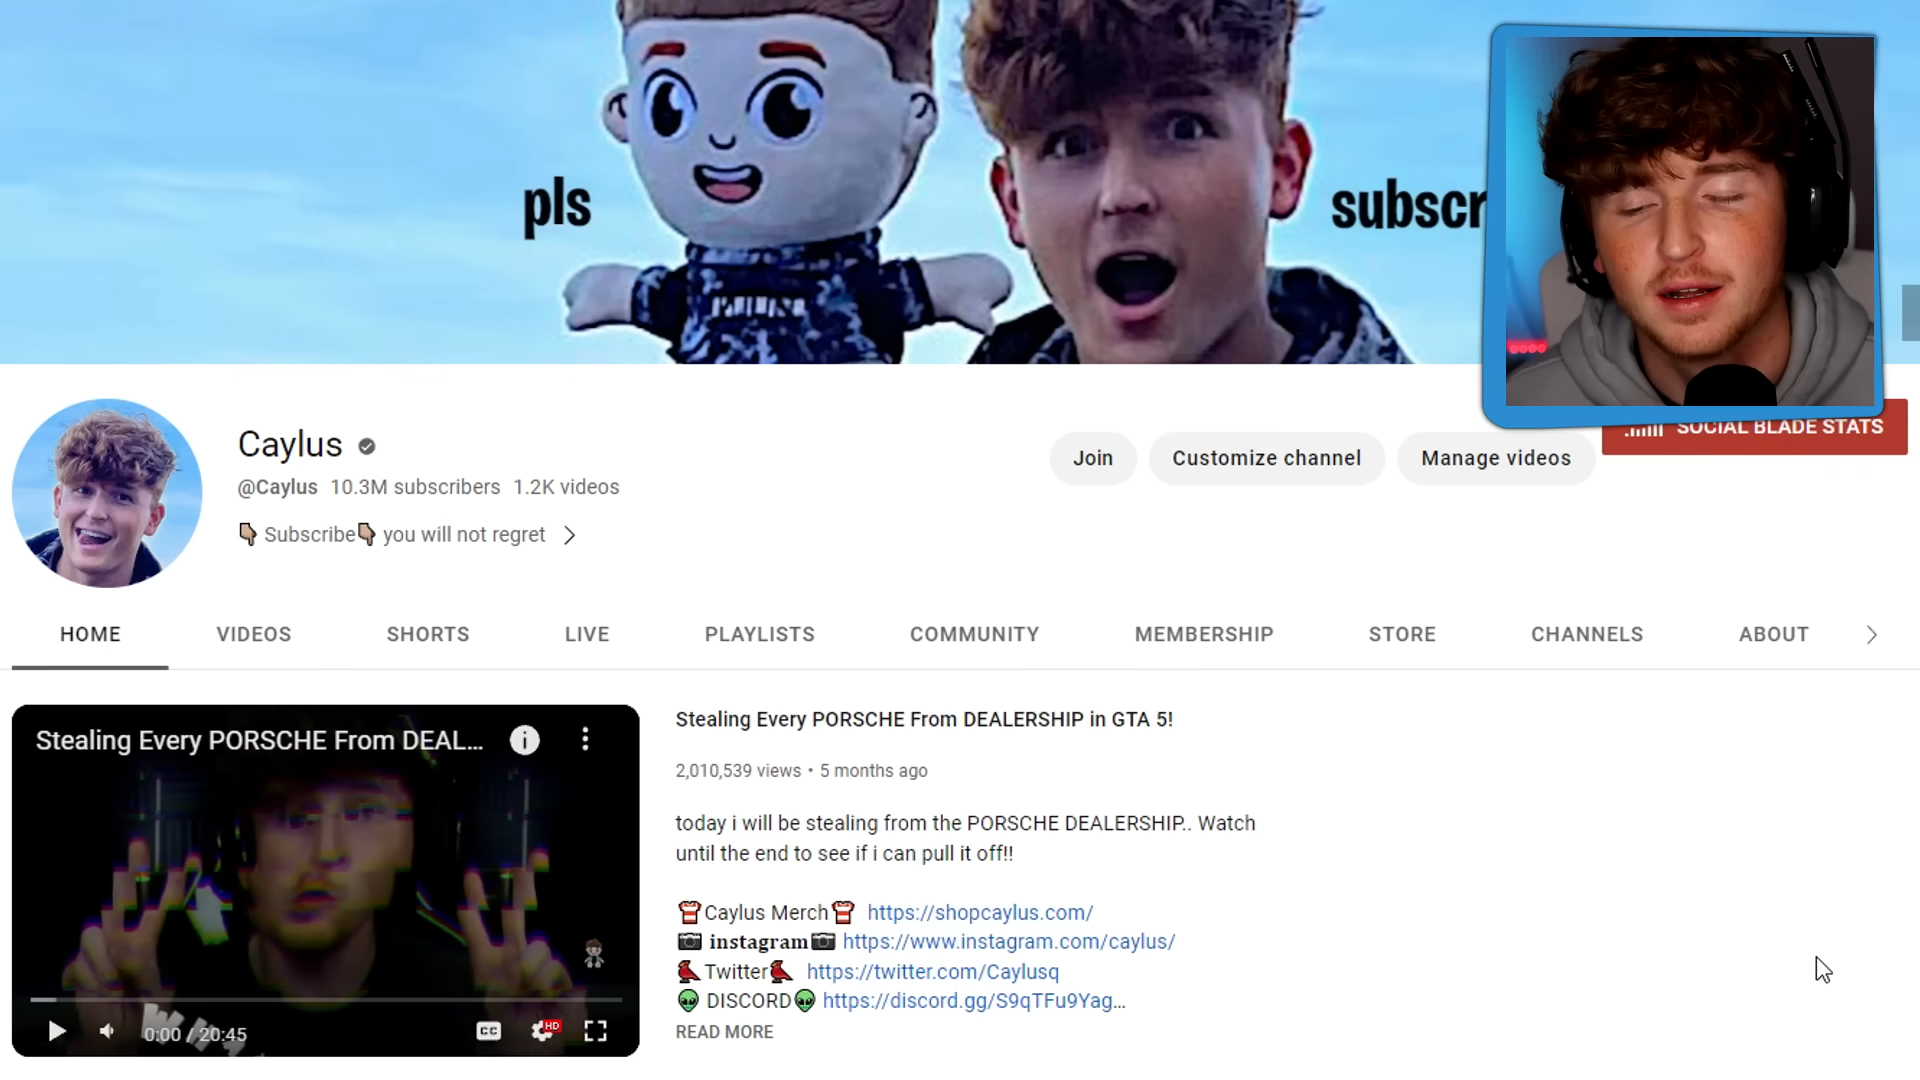 pls
subscr
Caylus
@Caylus 10.3M subscribers 1.2K videos
👇🏽 Subscribe👇🏽 you will not regret
Join
Customize channel
Manage videos
SOCIAL BLADE STATS
HOME VIDEOS SHORTS LIVE PLAYLISTS COMMUNITY MEMBERSHIP STORE CHANNELS ABOUT
Stealing Every PORSCHE From DEAL...
0:00 / 20:45
CC
HD
Stealing Every PORSCHE From DEALERSHIP in GTA 5!
2,010,539 views • 5 months ago
today i will be stealing from the PORSCHE DEALERSHIP.. Watch
until the end to see if i can pull it off!!
Caylus Merch https://shopcaylus.com/
📷 𝐢𝐧𝐬𝐭𝐚𝐠𝐫𝐚𝐦📷 https://www.instagram.com/caylus/
Twitter https://twitter.com/Caylusq
👽 DISCORD👽 https://discord.gg/S9qTFu9Yag...
READ MORE